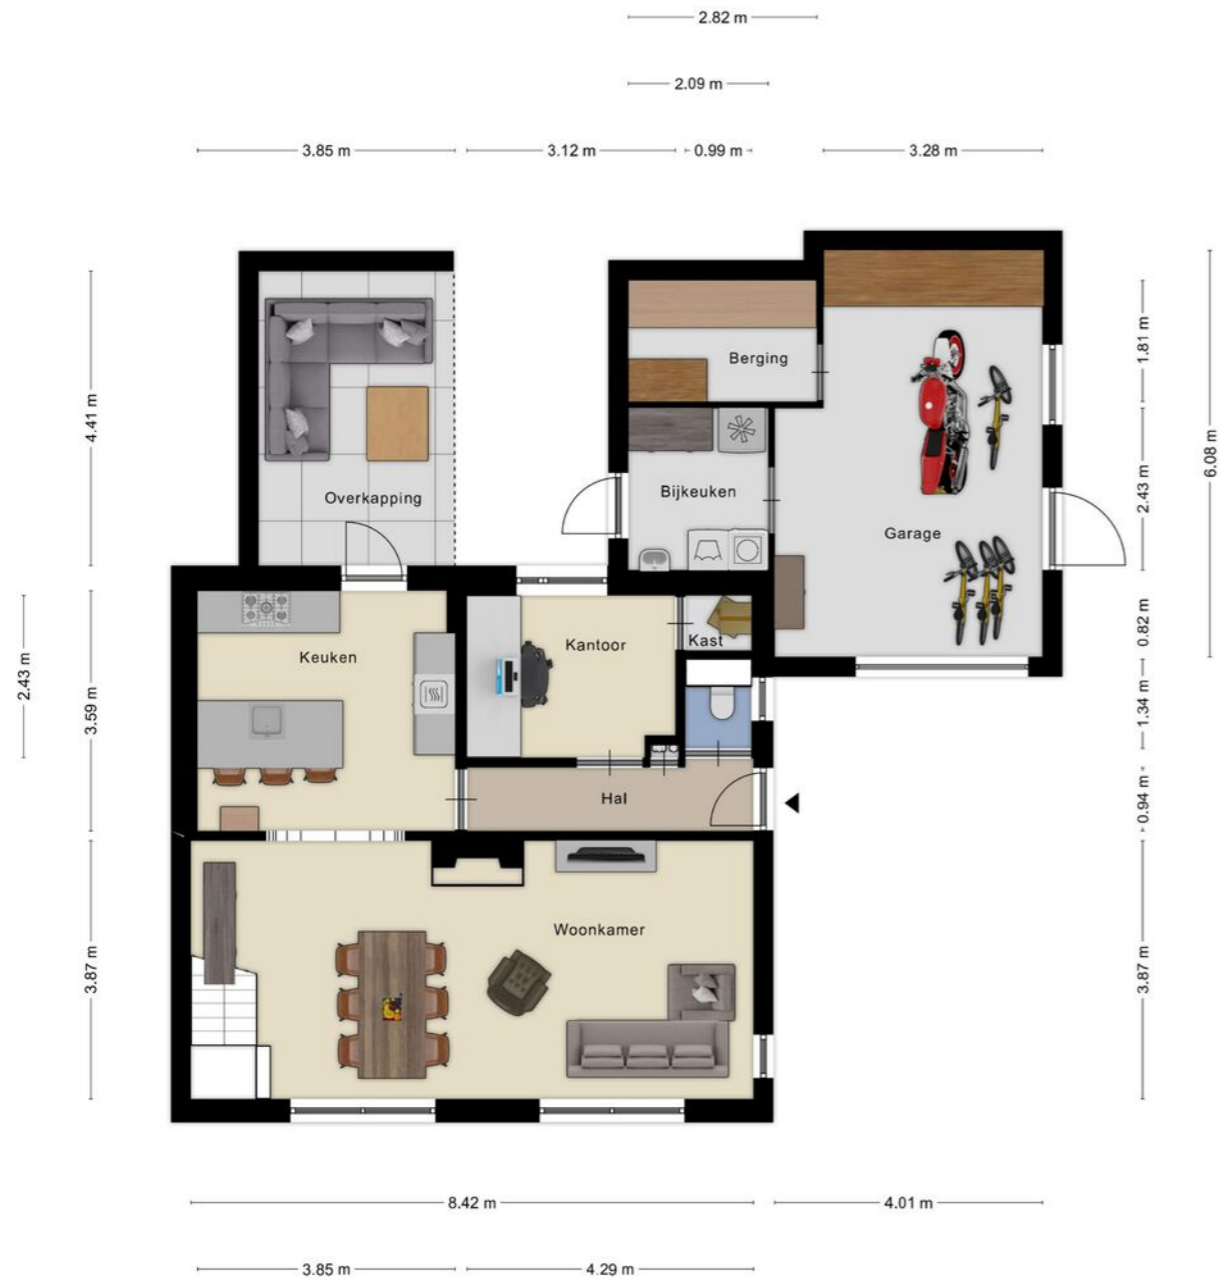 2.82 m
2.09 m
3.85 m
3.12 m
0.99 m
3.28 m
Berging
1.81 m
4.41 m
Overkapping
Bijkeuken
2.43 m
6.08 m
Garage
Keuken
Kantoor
Kast
0.82 m
2.43 m
3.59 m
1.34 m
Hal
0.94 m
Woonkamer
3.87 m
3.87 m
8.42 m
4.01 m
3.85 m
4.29 m